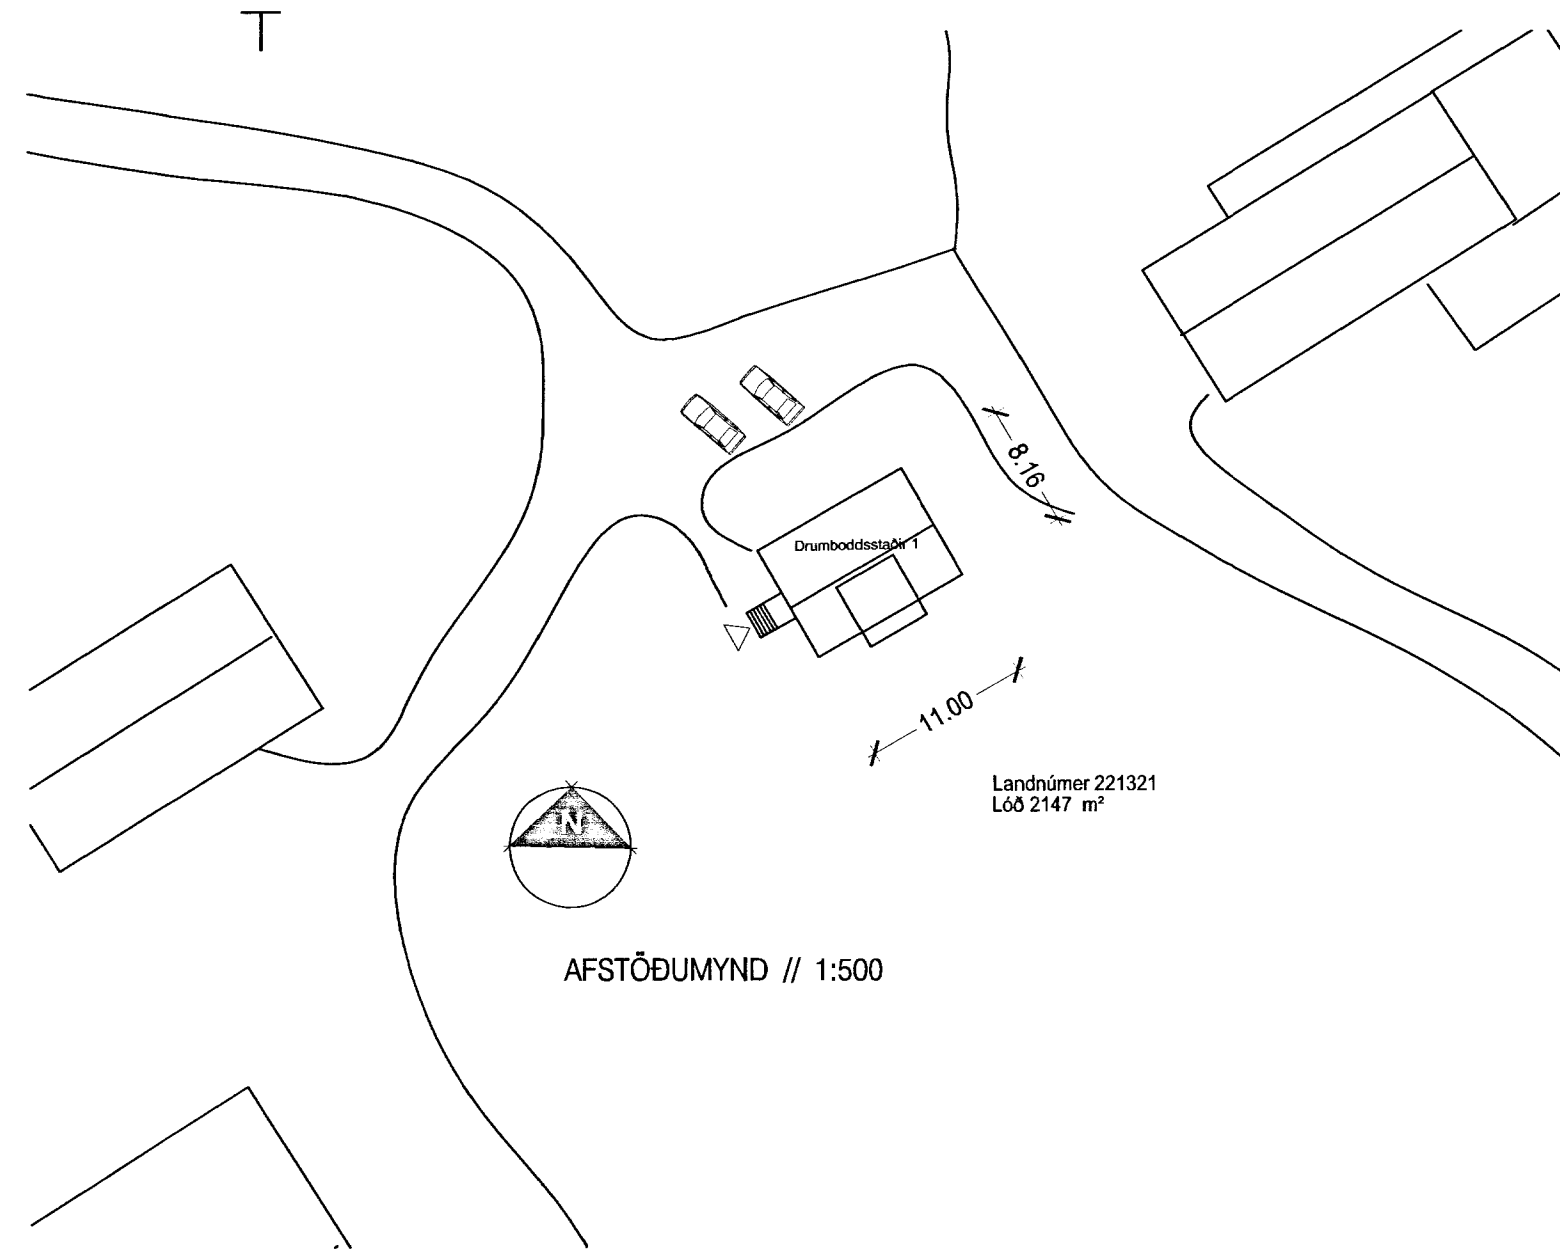 8.16
Drumboddsstaðir 1
11.00
Landnúmer 221321
Lóð 2147 m²
N
AFSTÖÐUMYND // 1:500